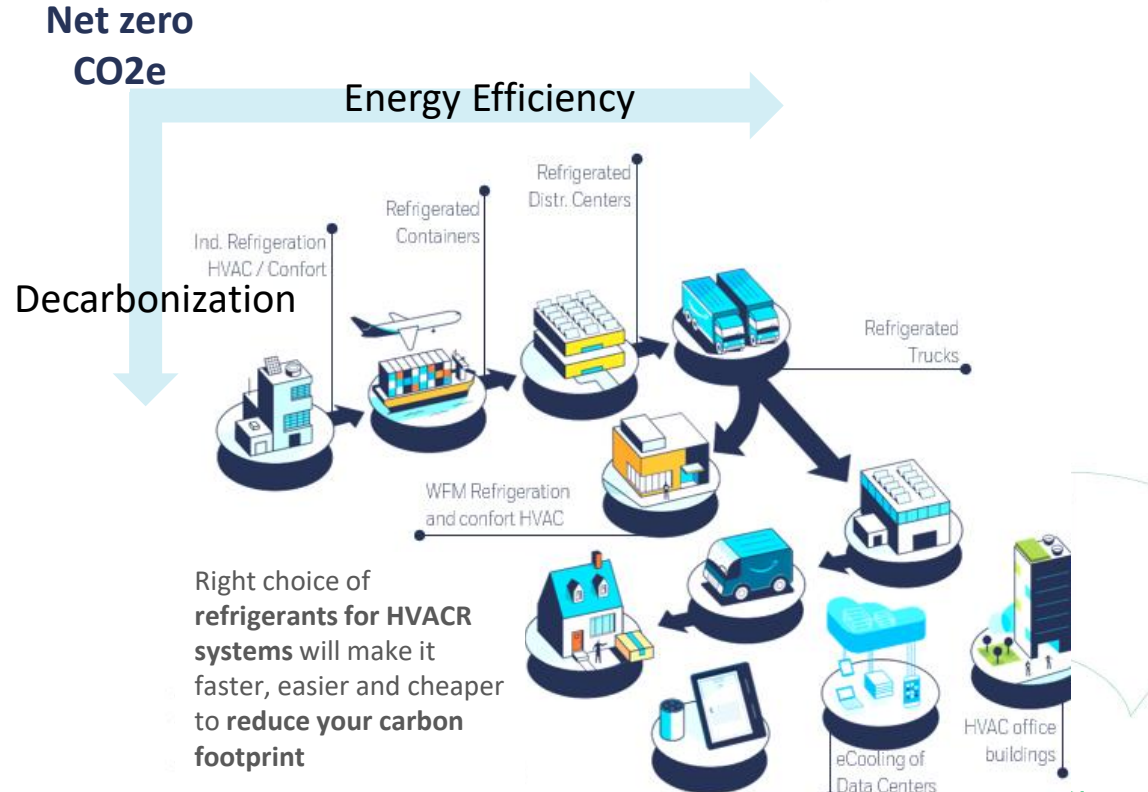 Net zero
CO2e
Energy Efficiency
Refrigerated
Distr. Centers
Refrigerated
Containers
Ind. Refrigeration
HVAC / Confort
Decarbonization
Refrigerated
Trucks
WFM Refrigeration
and confort HVAC
Right choice of
refrigerants for HVACR
systems will make it
faster, easier and cheaper
to reduce your carbon
footprint
HVAC office
buildings
eCooling of
Data Centers